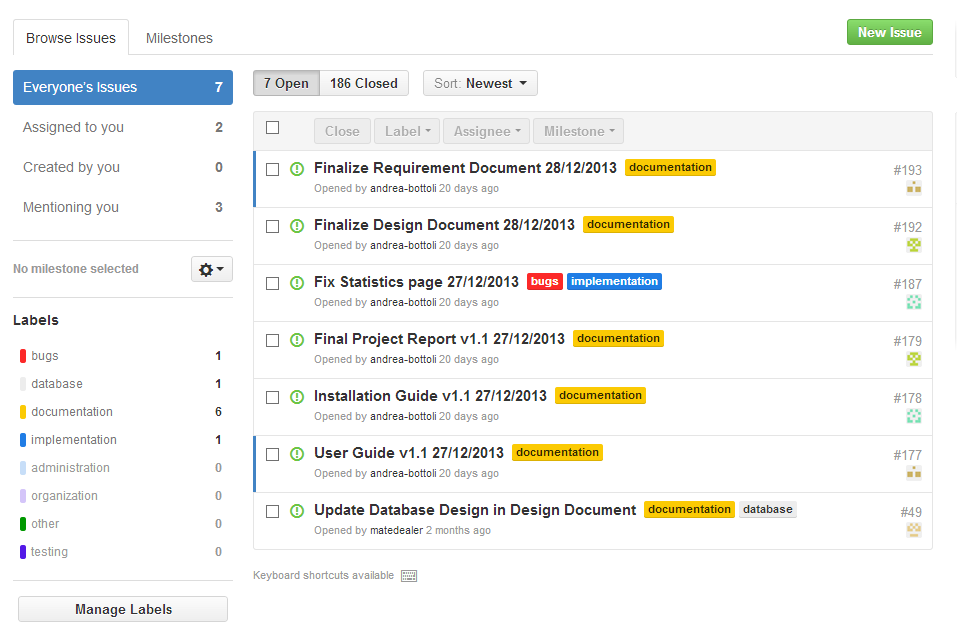 Browse Issues Milestones New Issue
Everyone's Issues 7
Assigned to you 2
Created by you 0
Mentioning you 3
No milestone selected
Labels
bugs 1
database 1
documentation 6
implementation 1
administration 0
organization 0
other 0
testing 0
Manage Labels
7 Open 186 Closed Sort: Newest
Close Label Assignee Milestone
Finalize Requirement Document 28/12/2013 documentation #193
Opened by andrea-bottoli 20 days ago
Finalize Design Document 28/12/2013 documentation #192
Opened by andrea-bottoli 20 days ago
Fix Statistics page 27/12/2013 bugs implementation #187
Opened by andrea-bottoli 20 days ago
Final Project Report v1.1 27/12/2013 documentation #179
Opened by andrea-bottoli 20 days ago
Installation Guide v1.1 27/12/2013 documentation #178
Opened by andrea-bottoli 20 days ago
User Guide v1.1 27/12/2013 documentation #177
Opened by andrea-bottoli 20 days ago
Update Database Design in Design Document documentation database #49
Opened by matedealer 2 months ago
Keyboard shortcuts available